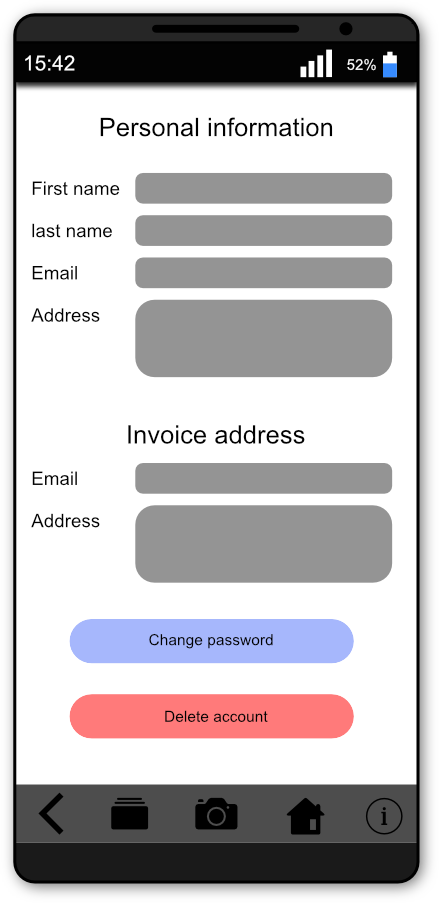 15:42
52%
Personal information
First name
last name
Email
Address
Invoice address
Email
Address
Change password
Delete account
i